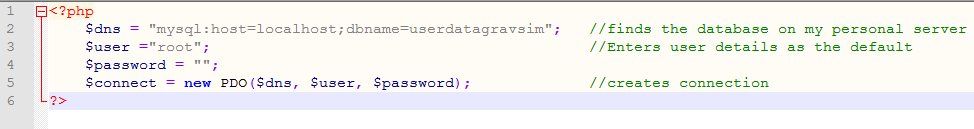 1 <?php
2 $dns = "mysql:host=localhost;dbname=userdatagravsim"; //finds the database on my personal server
3 $user ="root"; //Enters user details as the default
4 $password = "";
5 $connect = new PDO($dns, $user, $password); //creates connection
6 ?>